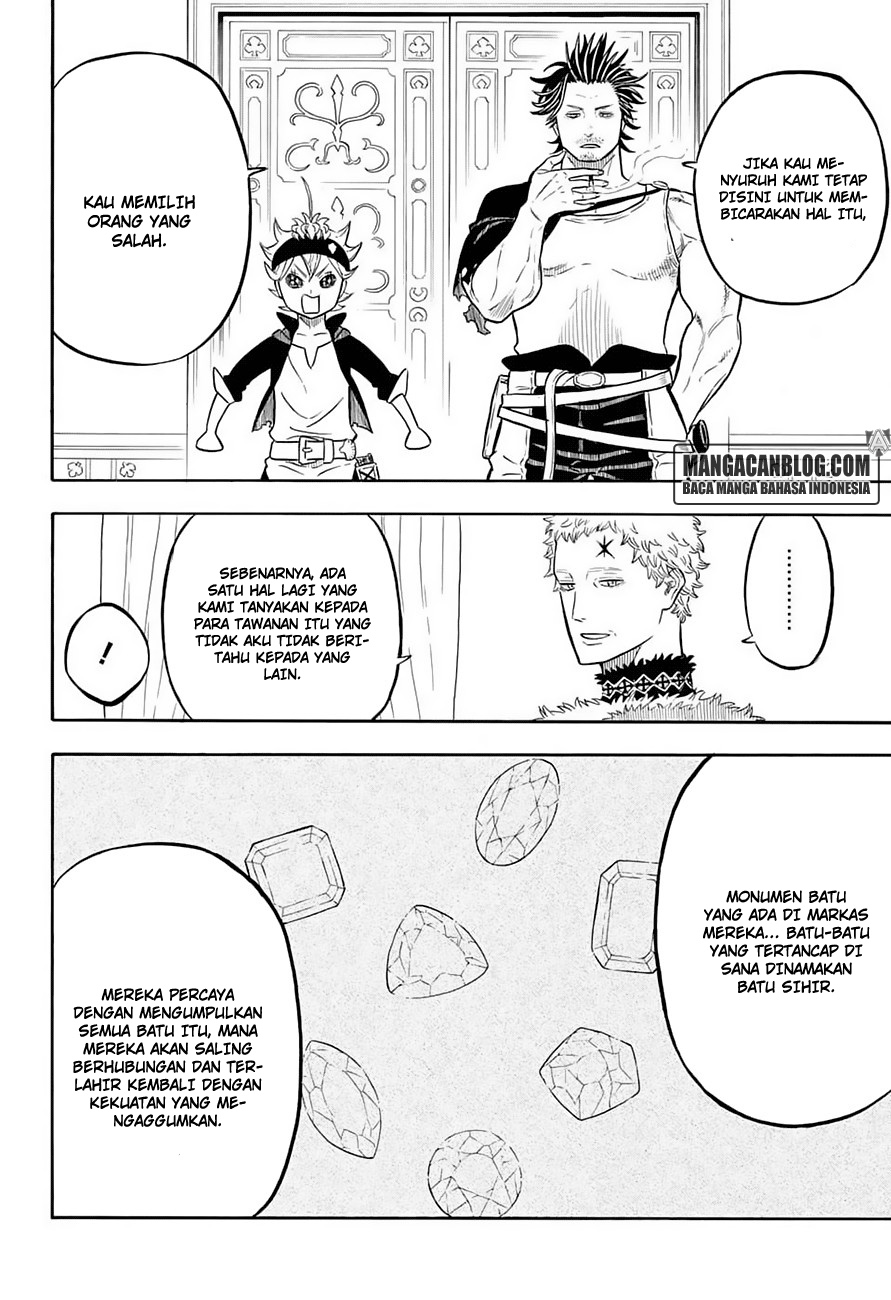 JIKA KAU ME-
NYURUH KAMI TETAP
DISINI UNTUK MEM-
BICARAKAN HAL ITU,
KAU MEMILIH
ORANG YANG
SALAH.
MANGACANBLOG.COM
BACA MANGA BAHASA INDONESIA
.........
SEBENARNYA, ADA
SATU HAL LAGI YANG
KAMI TANYAKAN KEPADA
PARA TAWANAN ITU YANG
TIDAK AKU TIDAK BERI-
TAHU KEPADA YANG
LAIN.
!
MONUMEN BATU
YANG ADA DI MARKAS
MEREKA... BATU-BATU
YANG TERTANCAP DI
SANA DINAMAKAN
BATU SIHIR.
MEREKA PERCAYA
DENGAN MENGUMPULKAN
SEMUA BATU ITU, MANA
MEREKA AKAN SALING
BERHUBUNGAN DAN TER-
LAHIR KEMBALI DENGAN
KEKUATAN YANG ME-
NGAGGUMKAN.